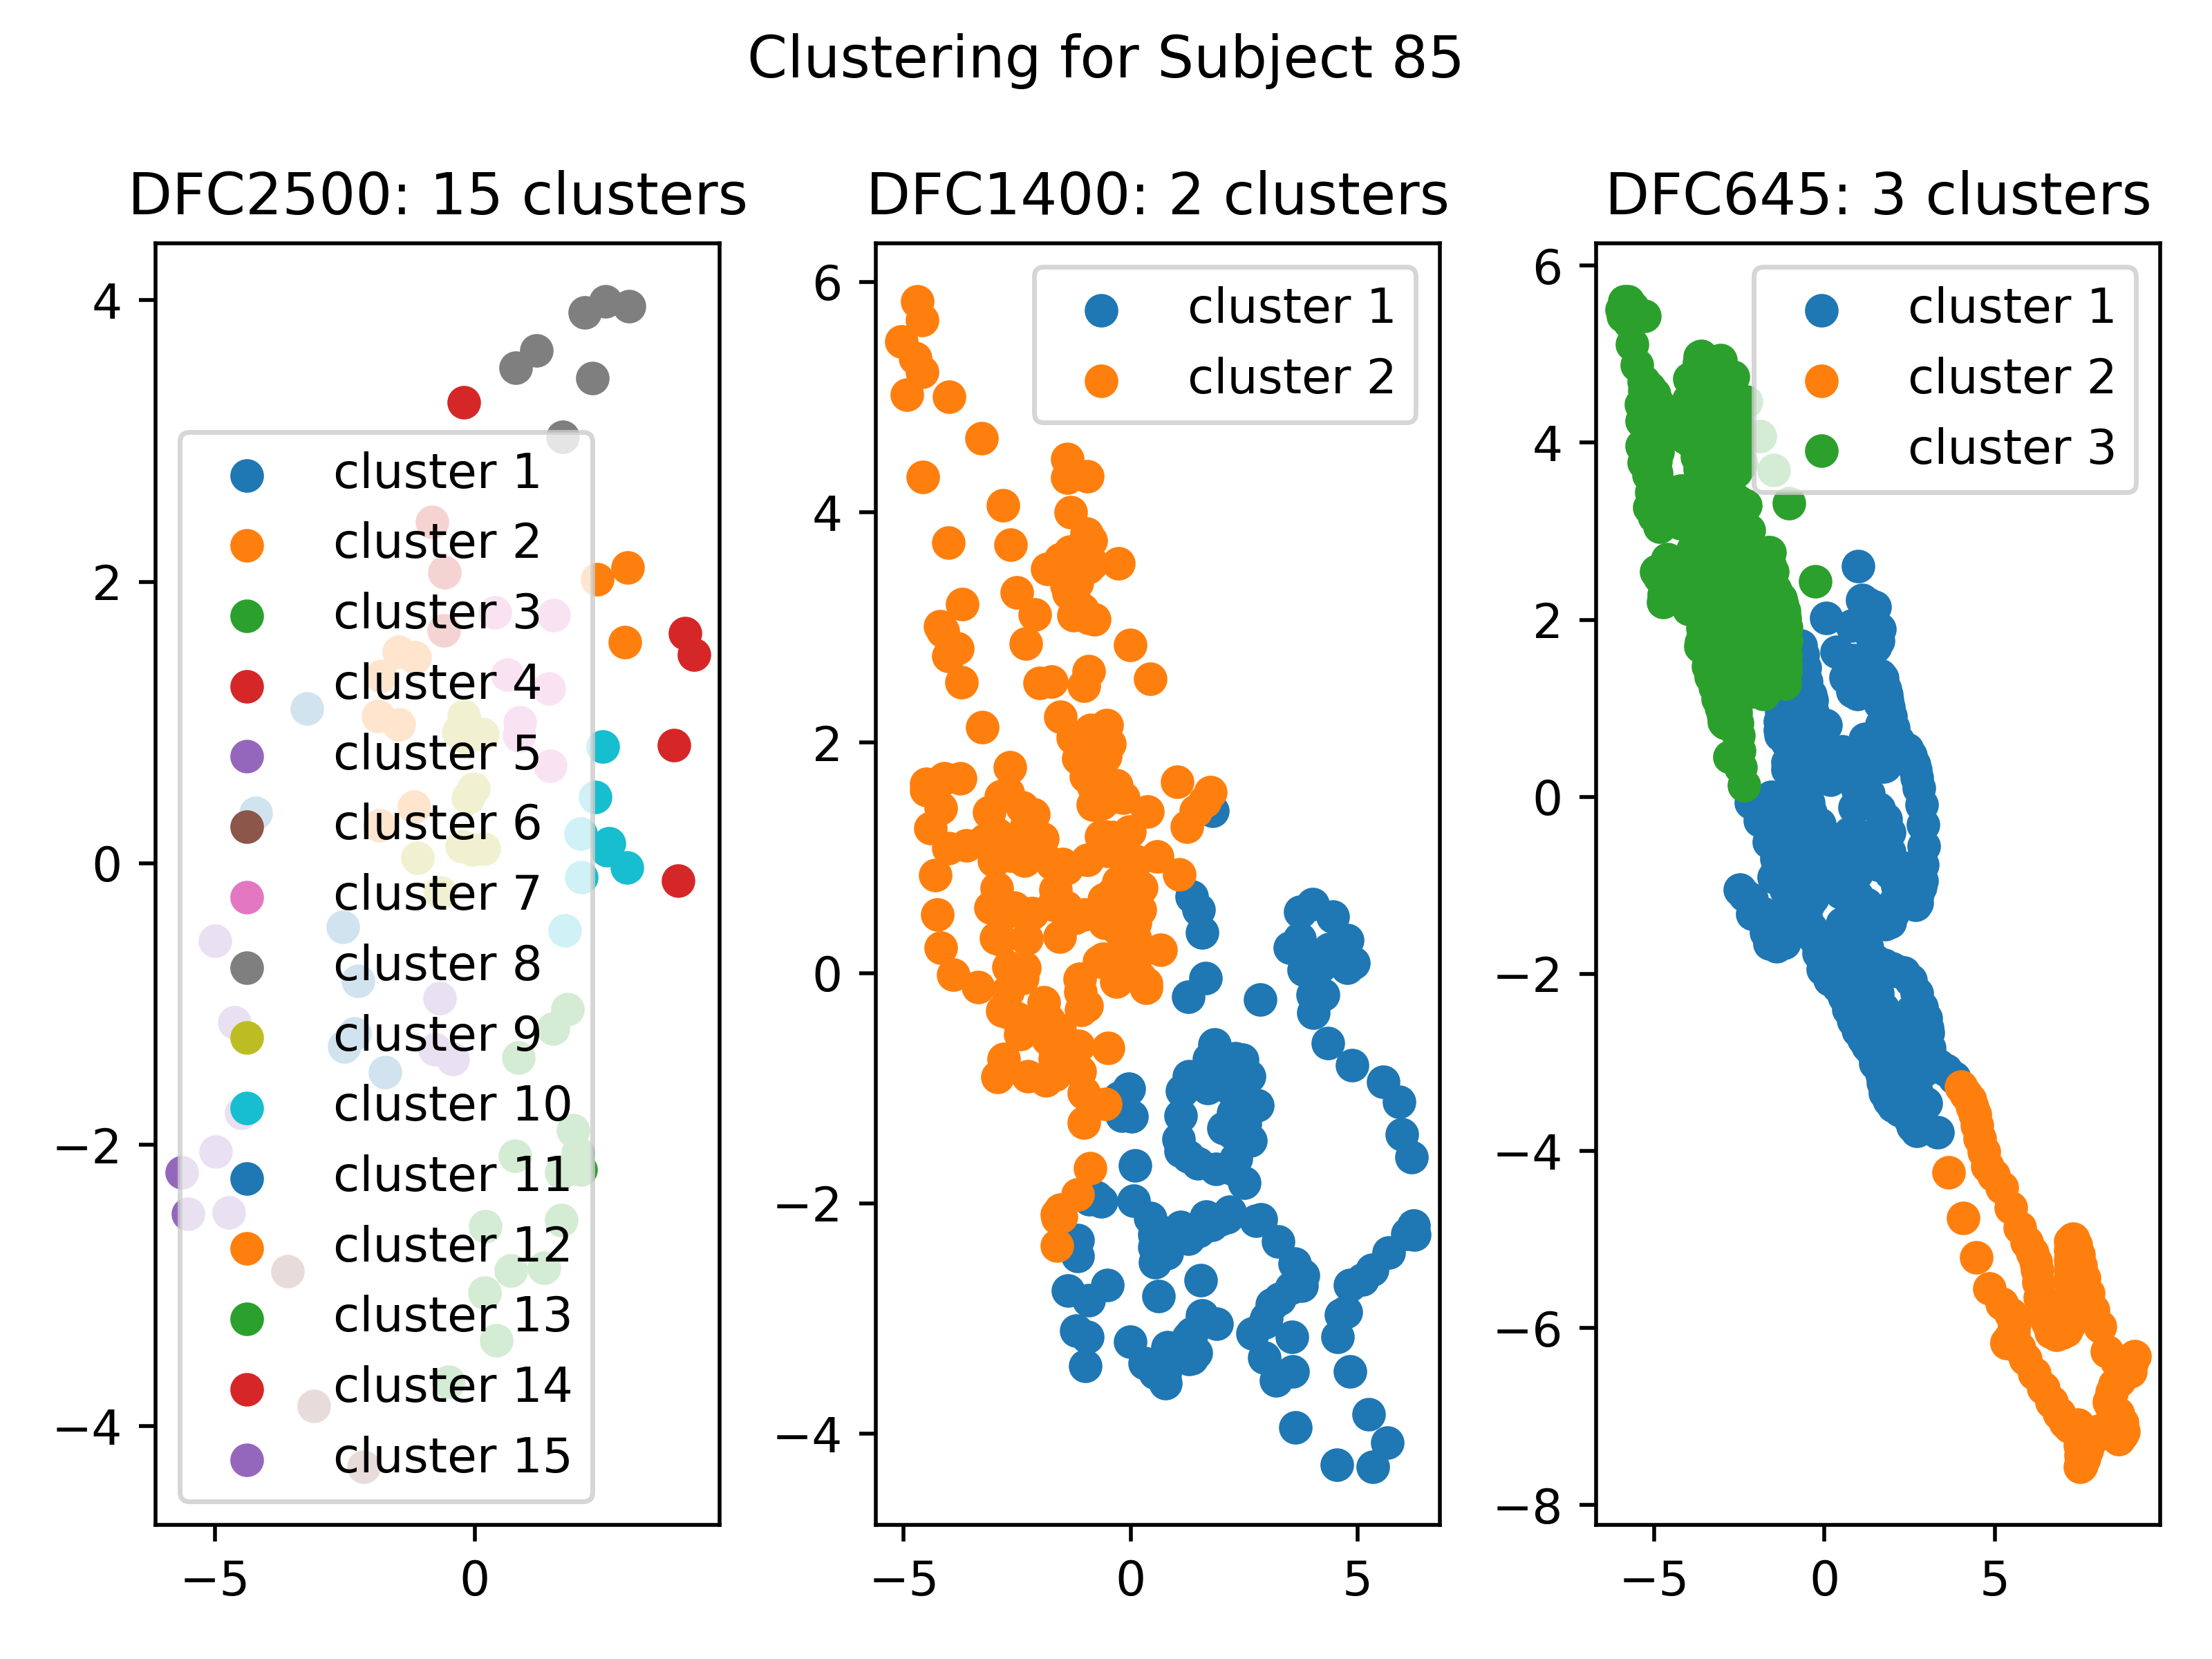 Clustering for Subject 85
DFC2500: 15 clusters
4
2
0
−2
−4
−5
0
cluster 1
cluster 2
cluster 3
cluster 4
cluster 5
cluster 6
cluster 7
cluster 8
cluster 9
cluster 10
cluster 11
cluster 12
cluster 13
cluster 14
cluster 15
DFC1400: 2 clusters
6
4
2
0
−2
−4
−5
0
5
cluster 1
cluster 2
DFC645: 3 clusters
6
4
2
0
−2
−4
−6
−8
−5
0
5
cluster 1
cluster 2
cluster 3